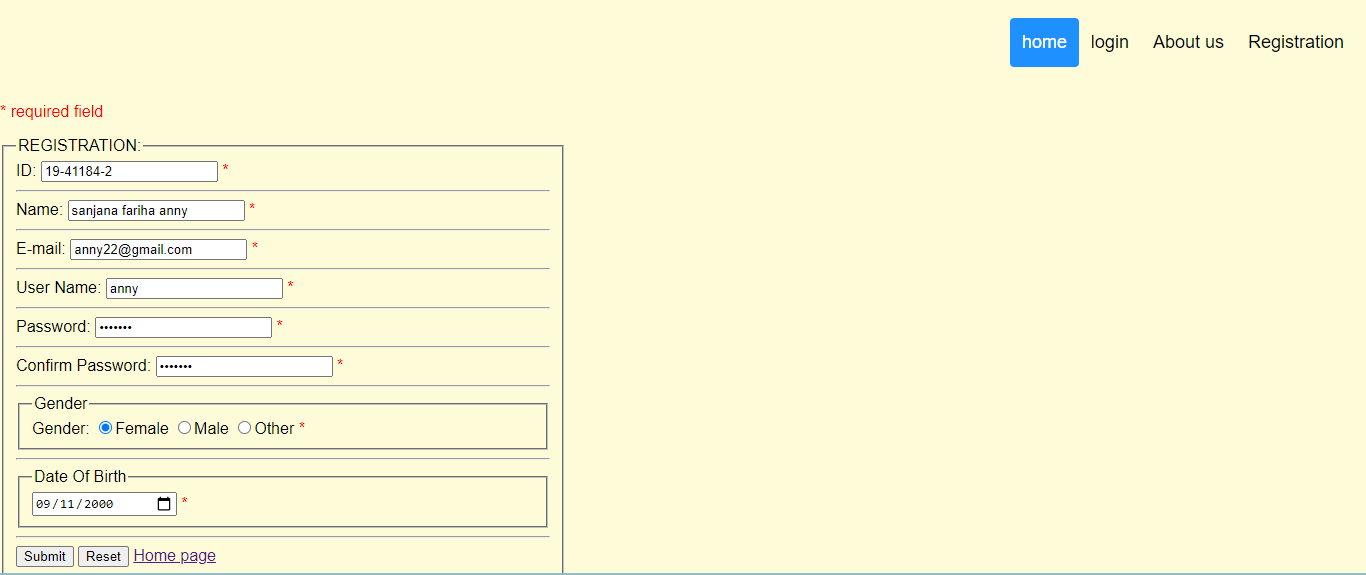 home login About us Registration
* required field
REGISTRATION:
ID: 19-41184-2 *
Name: sanjana fariha anny *
E-mail: anny22@gmail.com *
User Name: anny *
Password: ••••••• *
Confirm Password: ••••••• *
Gender
Gender: Female Male Other *
Date Of Birth
09/11/2000 *
Submit Reset Home page